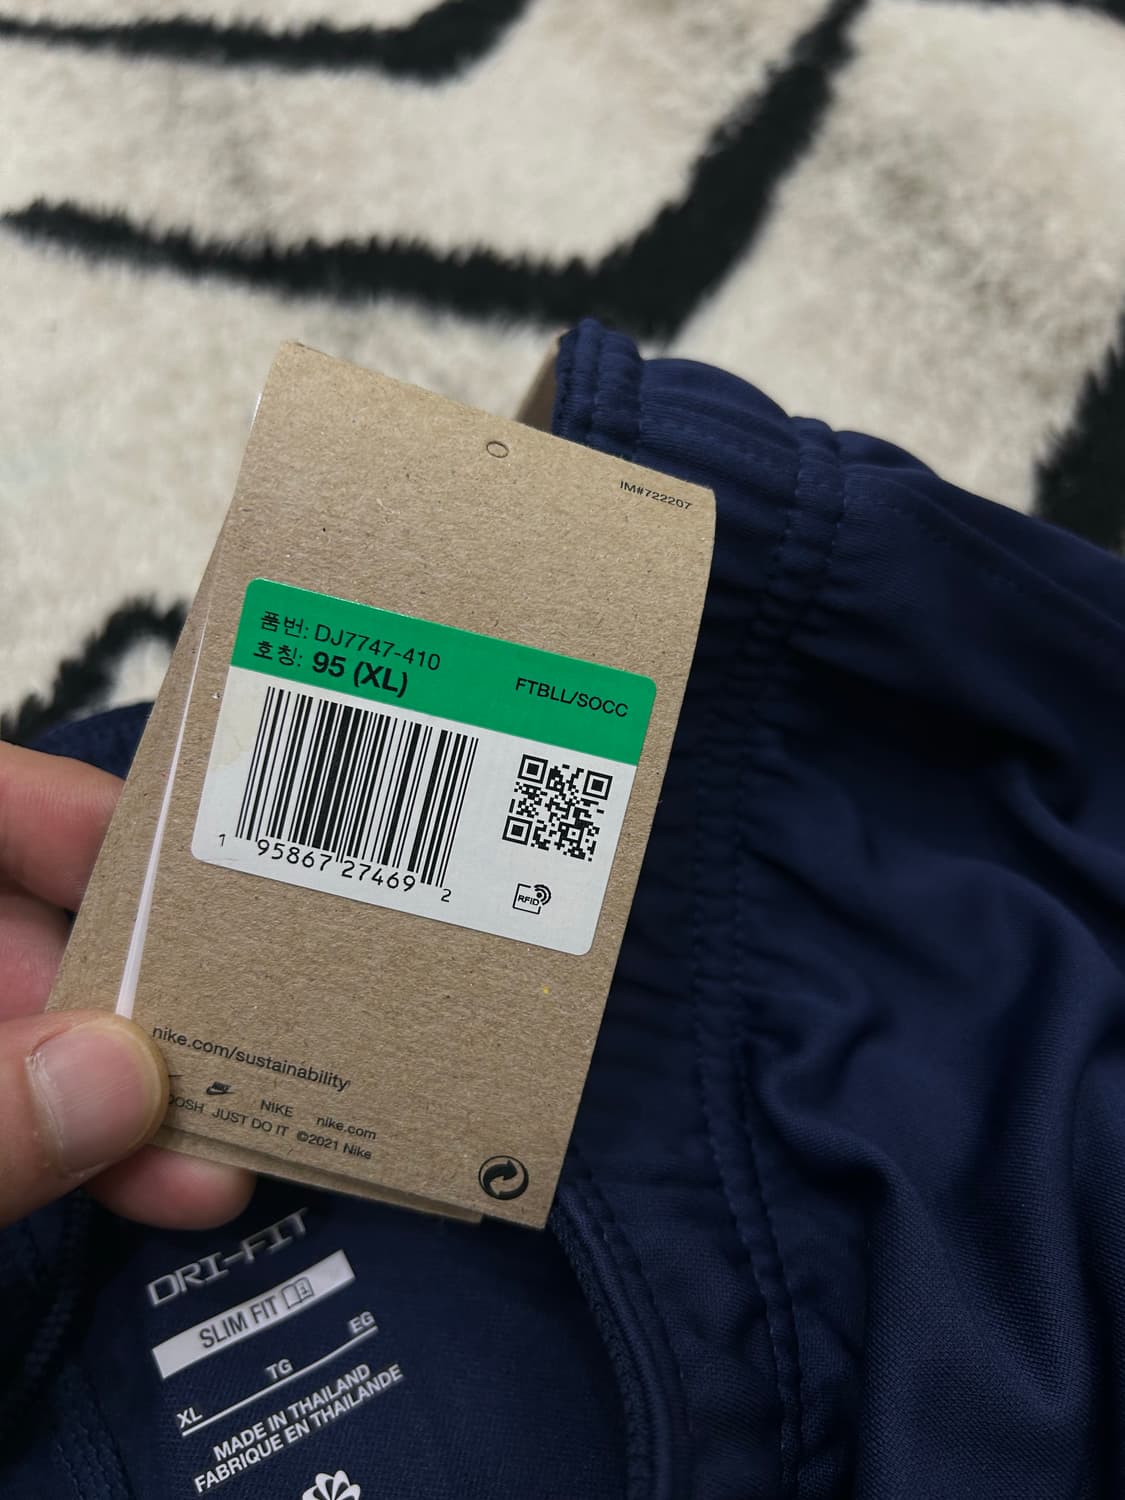 IM#722207
품번: DJ7747-410
호칭: 95 (XL)
FTBLL/SOCC
1 95867 27469 2
RFID
nike.com/sustainability
NIKE nike.com
JUST DO IT ©2021 Nike
DRI-FIT
SLIM FIT
XL TG EG
MADE IN THAILAND
FABRIQUE EN THAILANDE